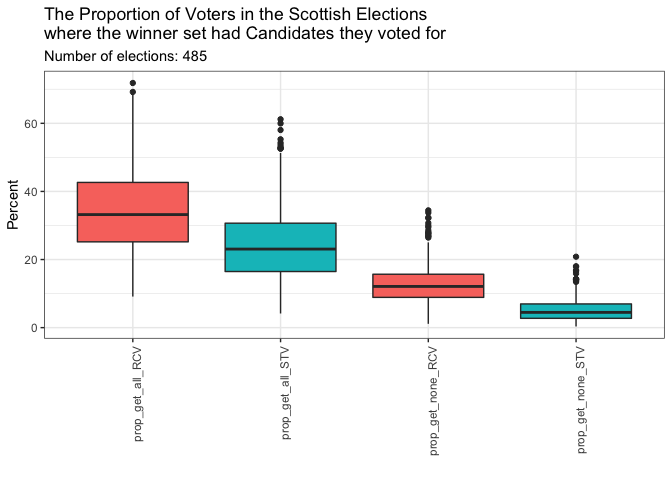 The Proportion of Voters in the Scottish Elections
where the winner set had Candidates they voted for
Number of elections: 485
Percent
60
40
20
0
prop_get_all_RCV
prop_get_all_STV
prop_get_none_RCV
prop_get_none_STV